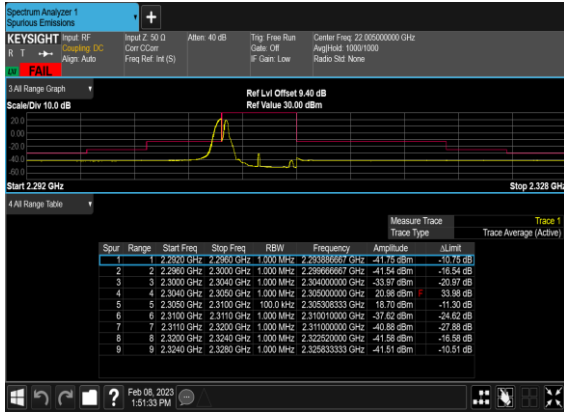 Spectrum Analyzer 1
Spurious Emissions
+
KEYSIGHT
R T
LW
FAIL
Input: RF
Coupling: DC
Align: Auto
Input Z: 50 Ω
Corr CCorr
Freq Ref: Int (S)
Atten: 40 dB
Trig: Free Run
Gate: Off
IF Gain: Low
Center Freq: 22.005000000 GHz
Avg|Hold: 1000/1000
Radio Std: None
3 All Range Graph
Scale/Div 10.0 dB
Ref Lvl Offset 9.40 dB
Ref Value 30.00 dBm
20.0
0.00
-20.0
-40.0
-60.0
Start 2.292 GHz
Stop 2.328 GHz
4 All Range Table
Measure Trace Trace 1
Trace Type Trace Average (Active)
Spur Range Start Freq Stop Freq RBW Frequency Amplitude ΔLimit
1 1 2.2920 GHz 2.2960 GHz 1.000 MHz 2.293886667 GHz -41.75 dBm -10.75 dB
2 2 2.2960 GHz 2.3000 GHz 1.000 MHz 2.299666667 GHz -41.54 dBm -16.54 dB
3 3 2.3000 GHz 2.3040 GHz 1.000 MHz 2.304000000 GHz -33.97 dBm -20.97 dB
4 4 2.3040 GHz 2.3050 GHz 1.000 MHz 2.305000000 GHz 20.98 dBm F 33.98 dB
5 5 2.3050 GHz 2.3100 GHz 100.0 kHz 2.305308333 GHz 18.70 dBm -11.30 dB
6 6 2.3100 GHz 2.3110 GHz 1.000 MHz 2.310010000 GHz -37.62 dBm -24.62 dB
7 7 2.3110 GHz 2.3200 GHz 1.000 MHz 2.311000000 GHz -40.88 dBm -27.88 dB
8 8 2.3200 GHz 2.3240 GHz 1.000 MHz 2.322520000 GHz -41.58 dBm -16.58 dB
9 9 2.3240 GHz 2.3280 GHz 1.000 MHz 2.325833333 GHz -41.51 dBm -10.51 dB
?
Feb 08, 2023
1:51:33 PM